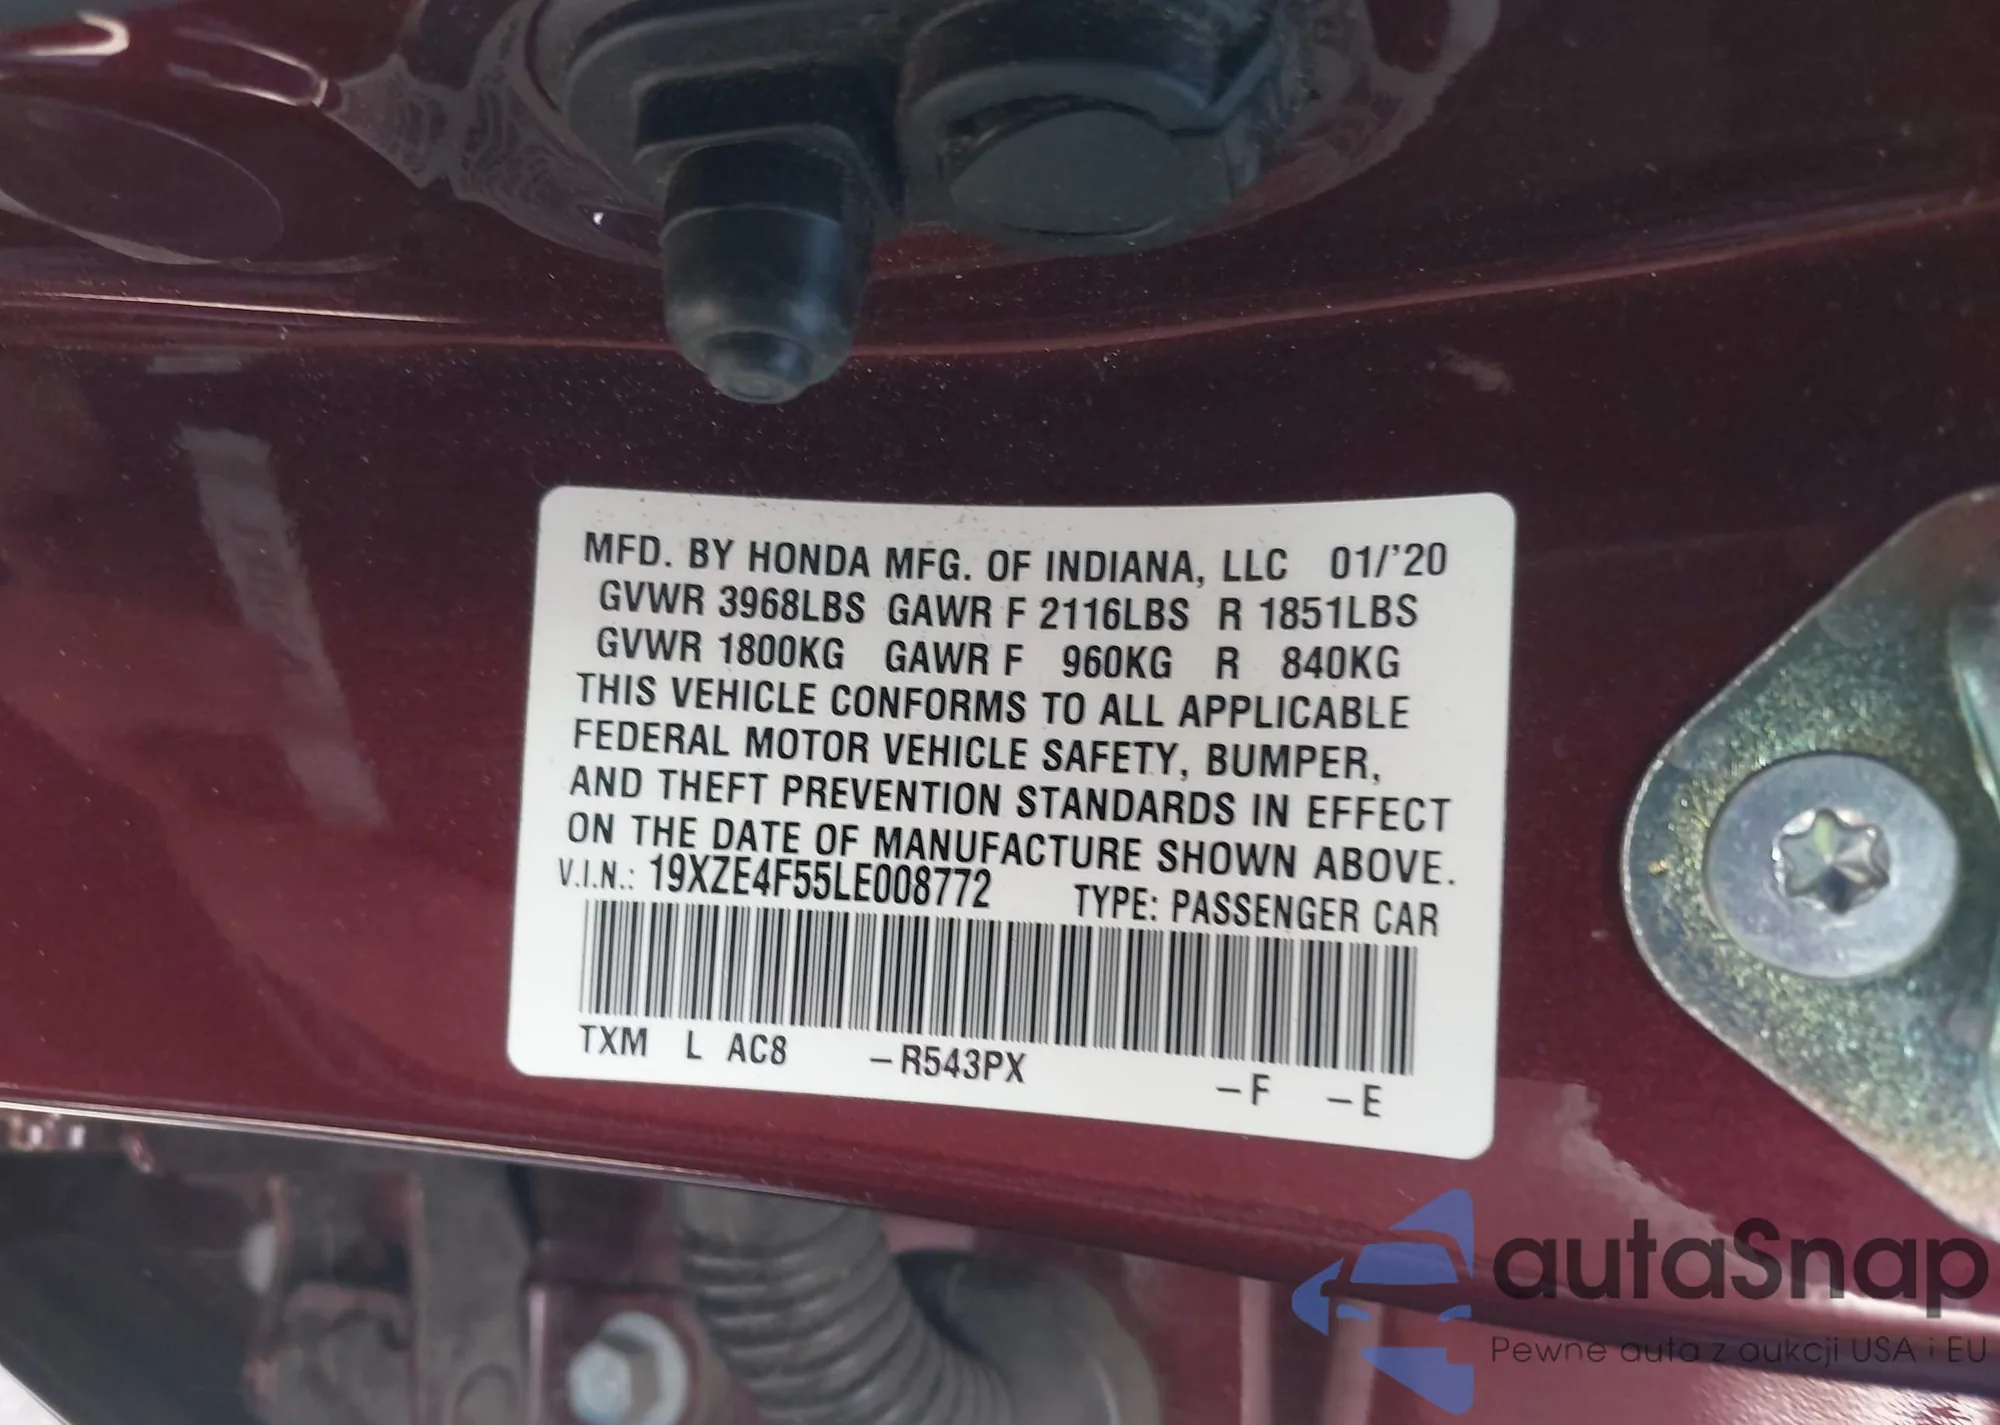 MFD. BY HONDA MFG. OF INDIANA, LLC 01/'20
GVWR 3968LBS GAWR F 2116LBS R 1851LBS
GVWR 1800KG GAWR F 960KG R 840KG
THIS VEHICLE CONFORMS TO ALL APPLICABLE
FEDERAL MOTOR VEHICLE SAFETY, BUMPER,
AND THEFT PREVENTION STANDARDS IN EFFECT
ON THE DATE OF MANUFACTURE SHOWN ABOVE.
V.I.N.: 19XZE4F55LE008772 TYPE: PASSENGER CAR
TXM L AC8 –R543PX –F –E
autaSnap
Pewne auta z aukcji USA i EU